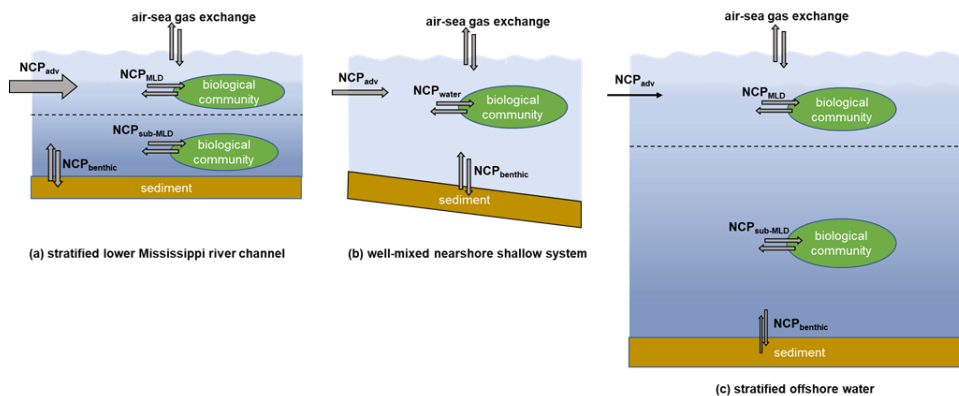 air-sea gas exchange
NCPadv
NCPMLD
biological
community
NCPsub-MLD
biological
community
NCPbenthic
sediment
(a) stratified lower Mississippi river channel
air-sea gas exchange
NCPadv
NCPwater
biological
community
NCPbenthic
sediment
(b) well-mixed nearshore shallow system
air-sea gas exchange
NCPadv
NCPMLD
biological
community
NCPsub-MLD
biological
community
NCPbenthic
sediment
(c) stratified offshore water